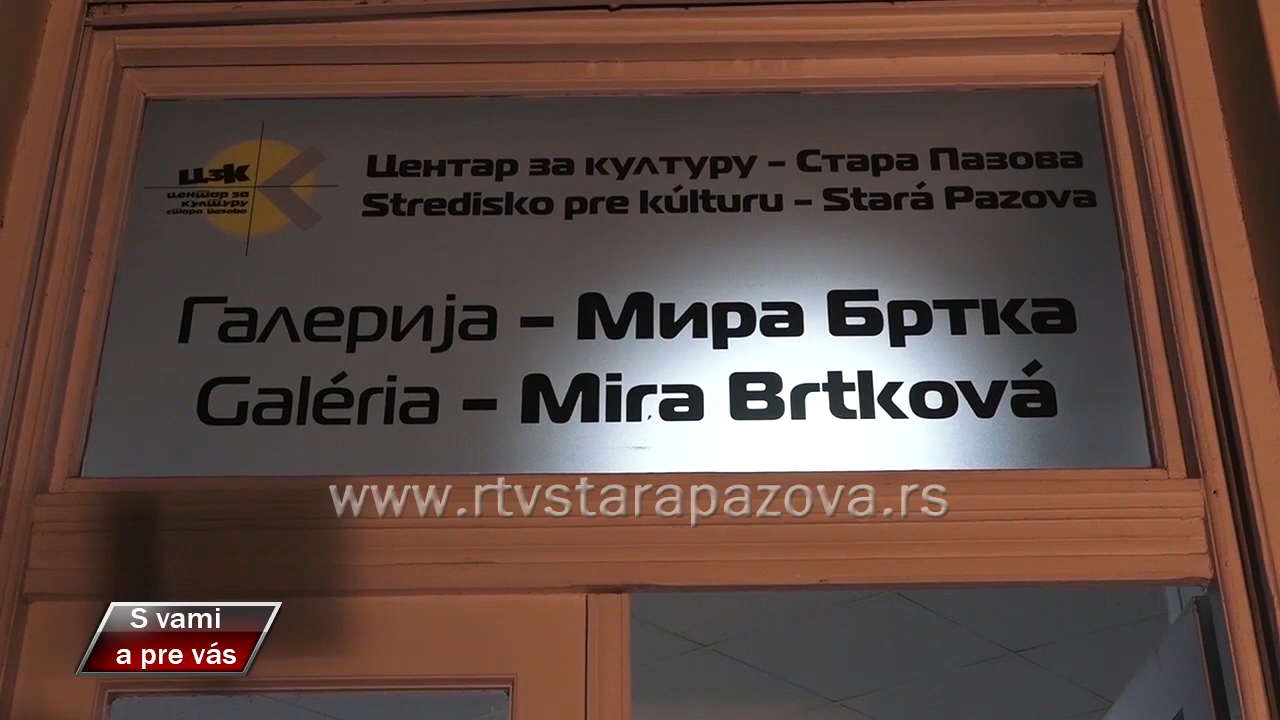 ЦзК
центар за
културу
стара пазова
Центар за културу – Стара Пазова
Stredisko pre kúlturu – Stará Pazova
Галерија – Мира Бртка
Galéria – Mira Brtková
www.rtvstarapazova.rs
S vami
a pre vás